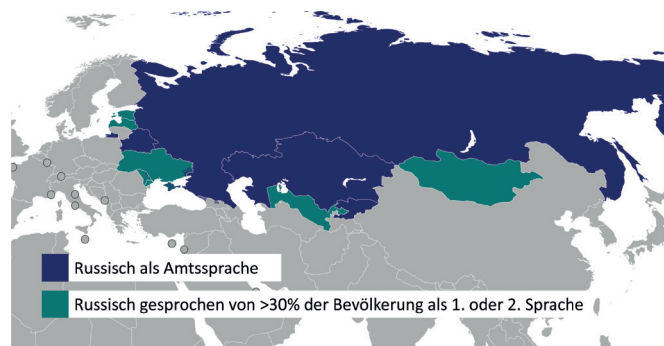 Russisch als Amtssprache
Russisch gesprochen von >30% der Bevölkerung als 1. oder 2. Sprache